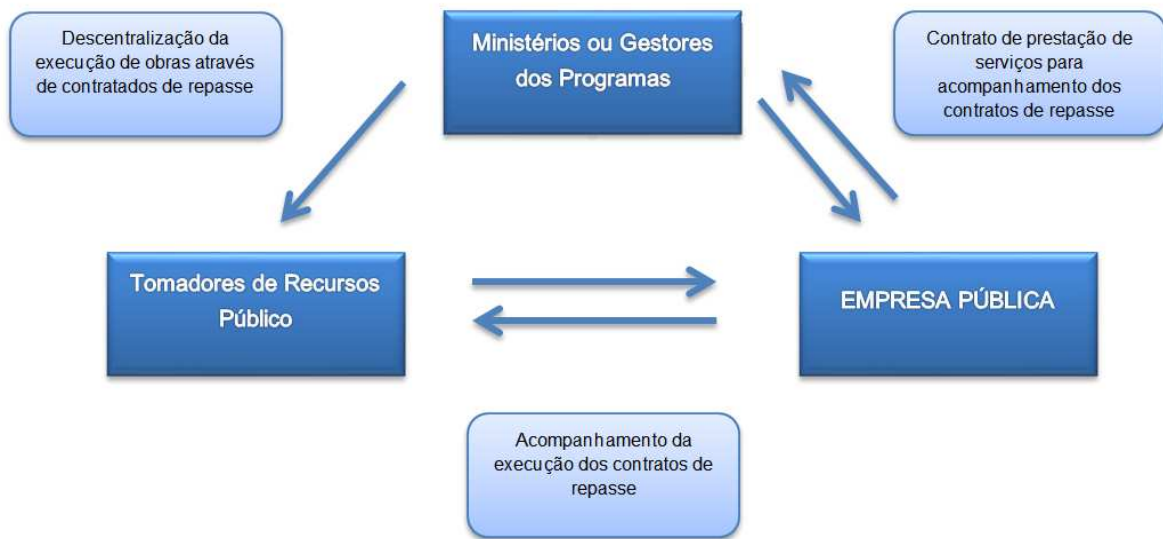 Descentralização da
execução de obras através
de contratados de repasse
Ministérios ou Gestores
dos Programas
Contrato de prestação de
serviços para
acompanhamento dos
contratos de repasse
Tomadores de Recursos
Público
EMPRESA PÚBLICA
Acompanhamento da
execução dos contratos de
repasse